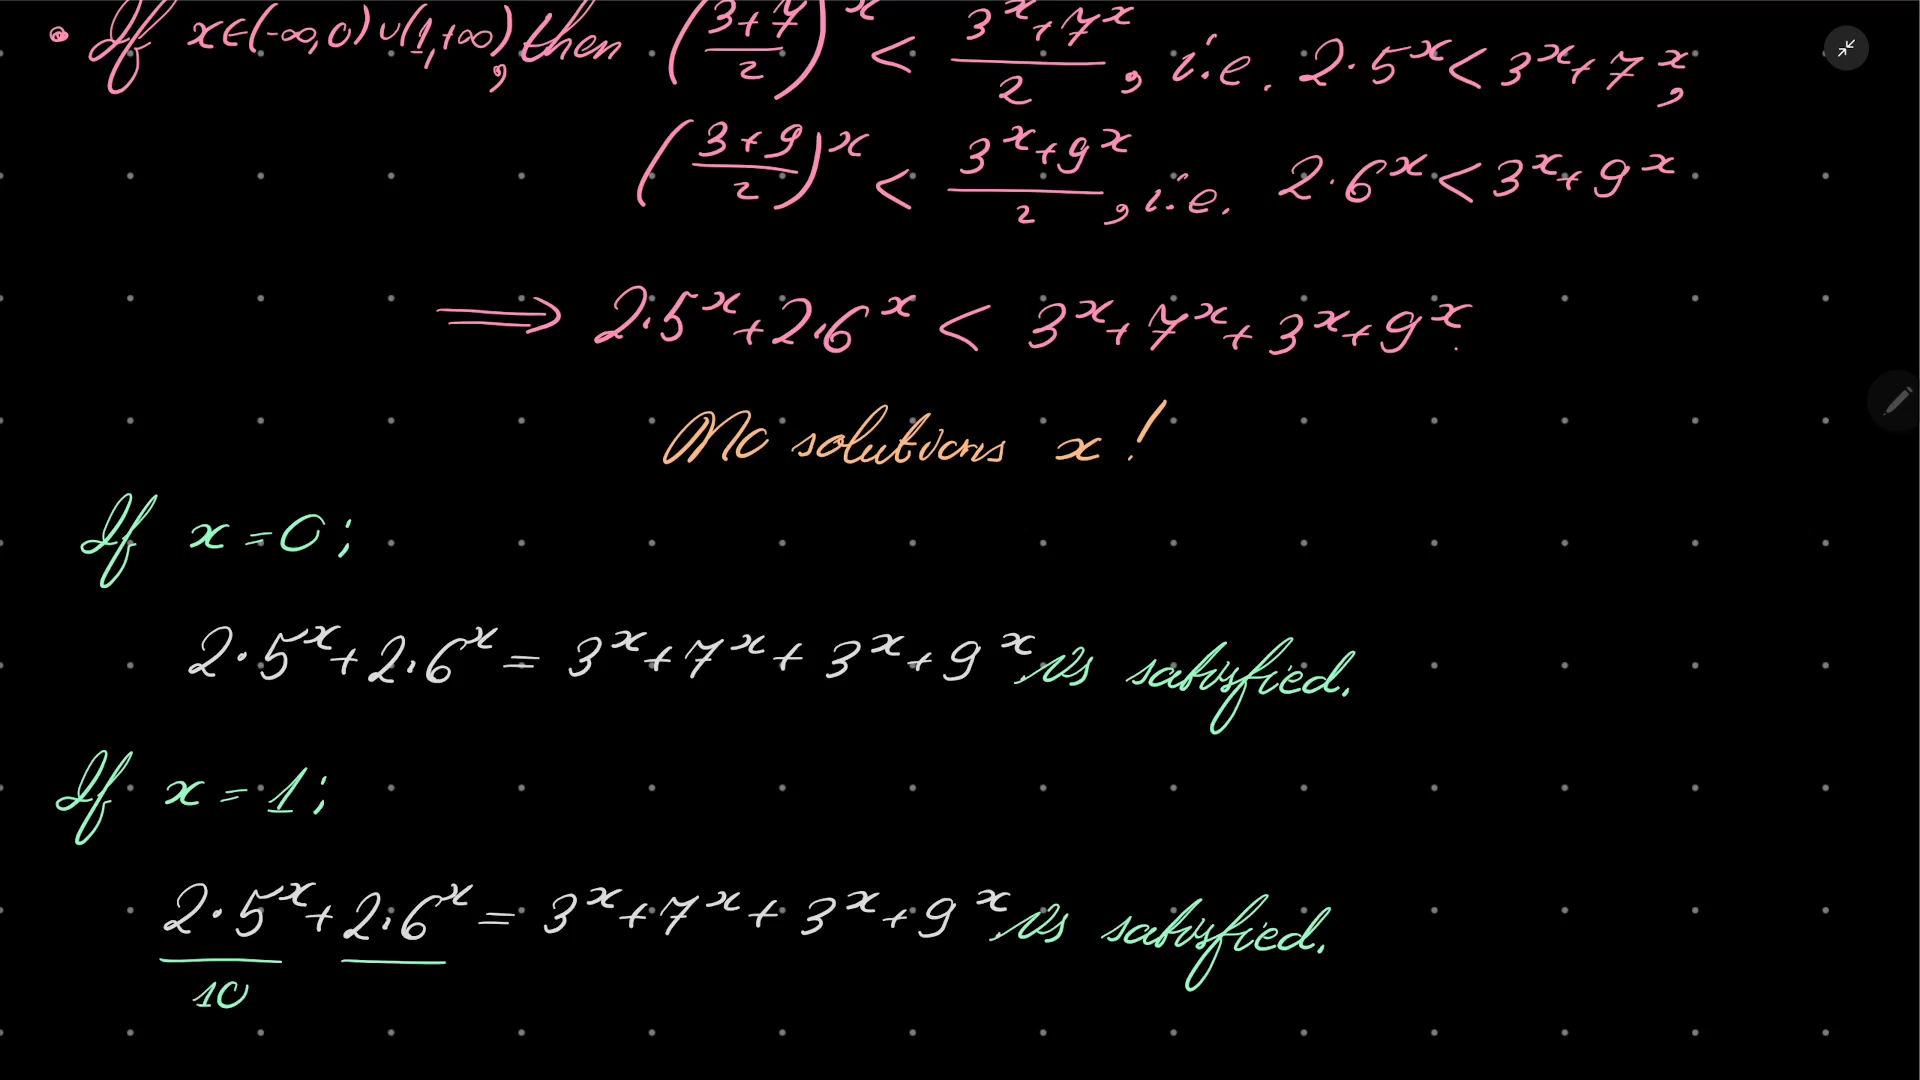 • If x∈(-∞,0)∪(1,+∞), then ((3+7)/2)^x < (3^x+7^x)/2, i.e. 2·5^x < 3^x+7^x,
((3+9)/2)^x < (3^x+9^x)/2, i.e. 2·6^x < 3^x+9^x
⟹ 2·5^x+2·6^x < 3^x+7^x+3^x+9^x.
No solutions x!
If x=0;
2·5^x+2·6^x = 3^x+7^x+3^x+9^x is satisfied.
If x=1;
2·5^x+2·6^x = 3^x+7^x+3^x+9^x is satisfied.
10